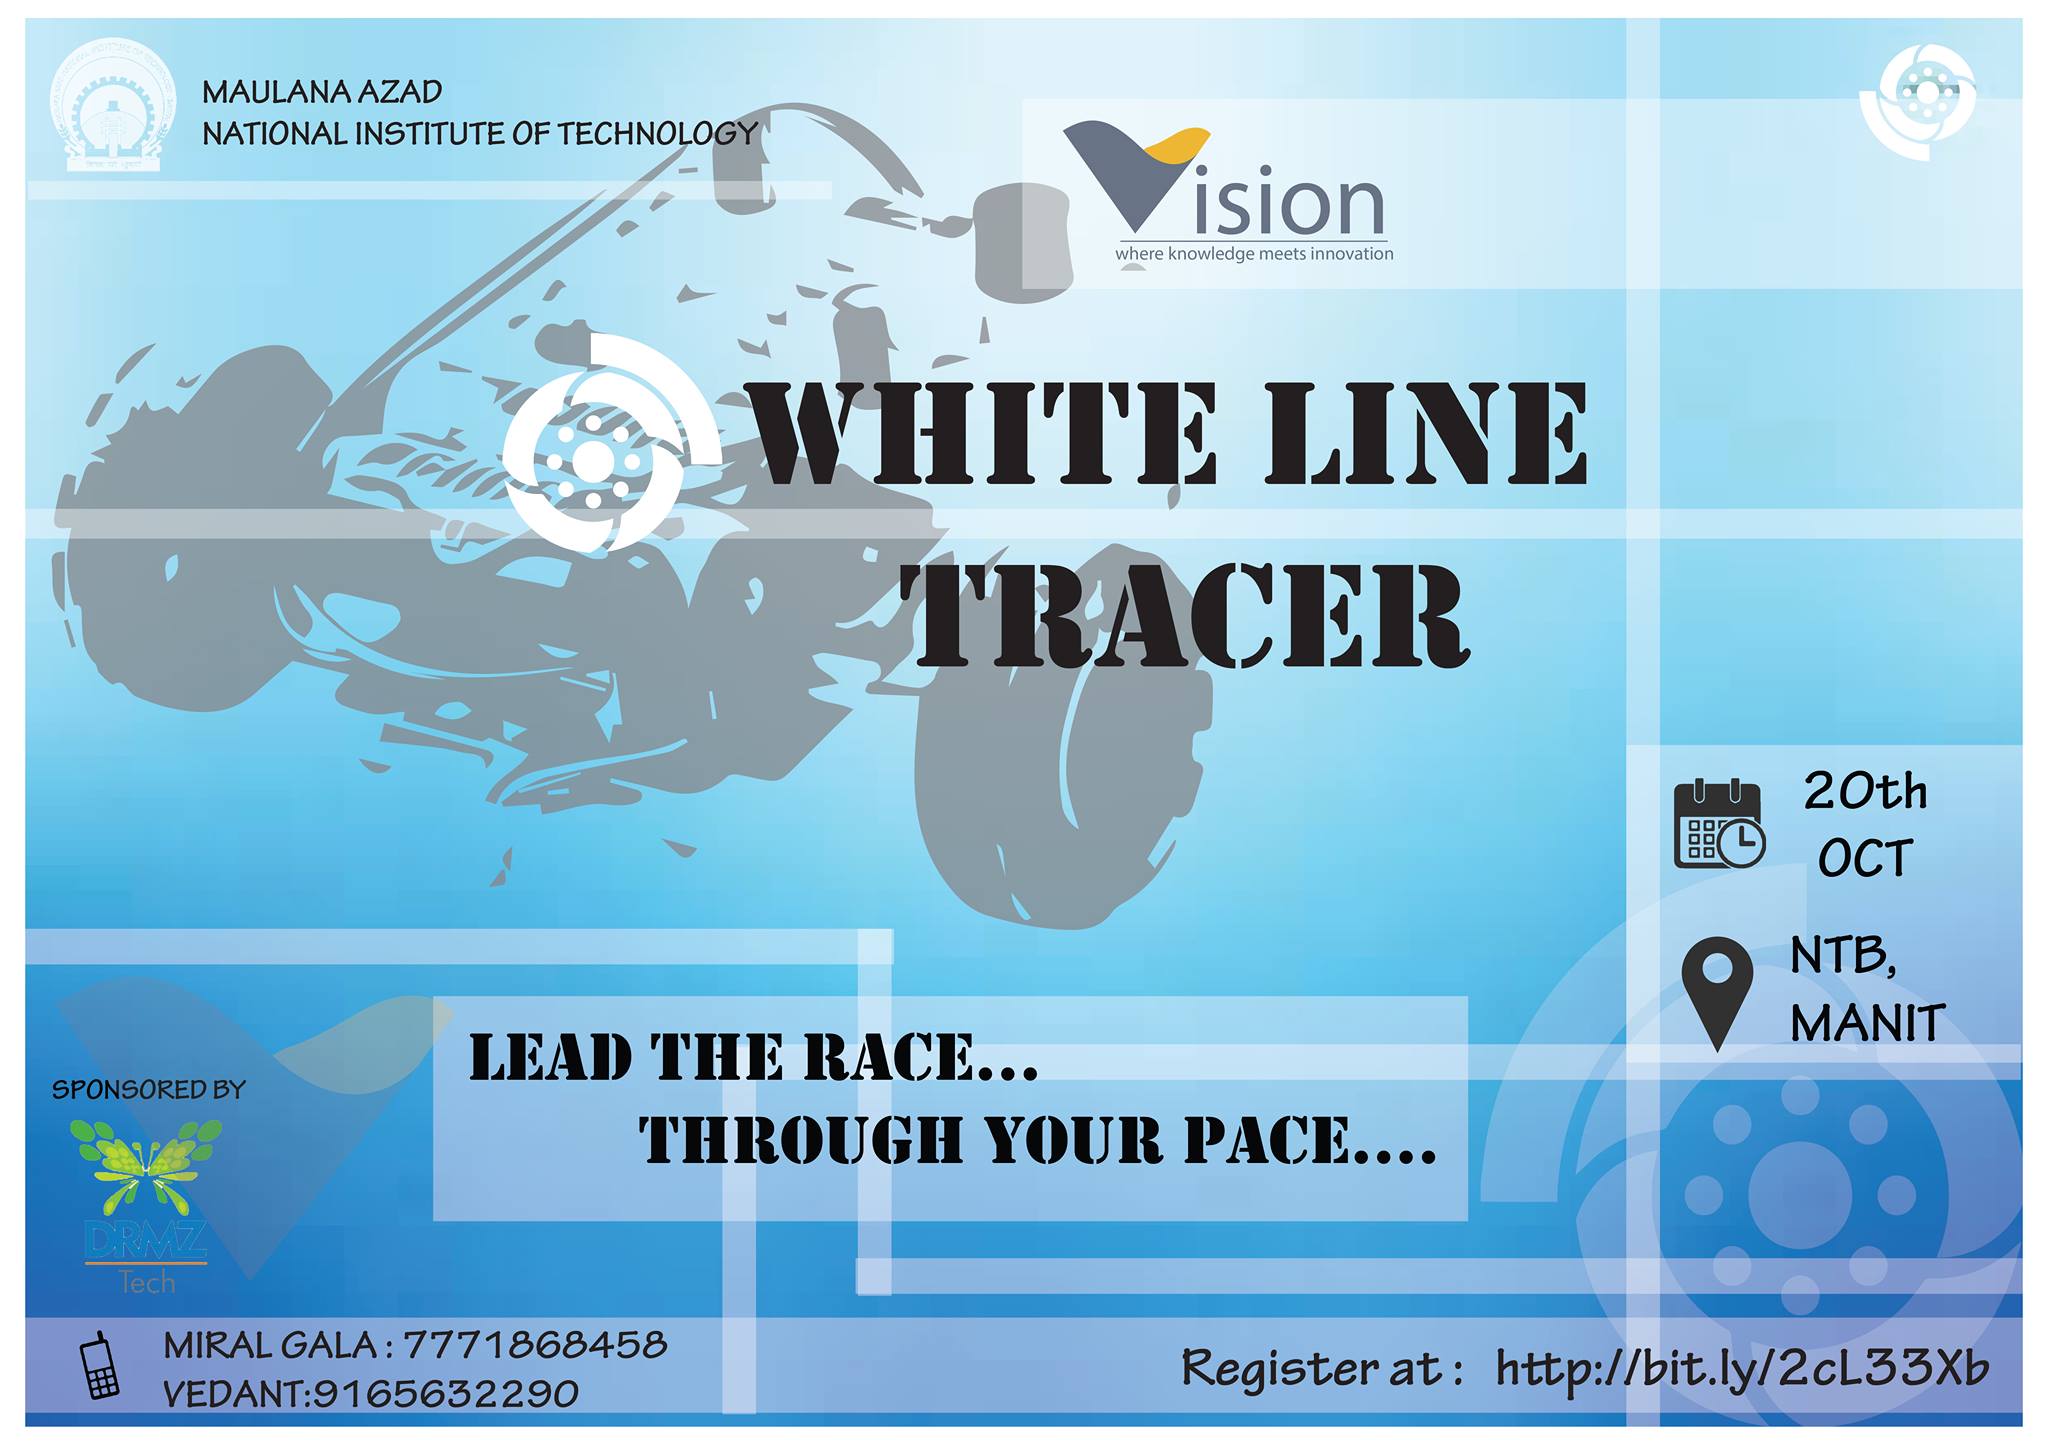 MAULANA AZAD
NATIONAL INSTITUTE OF TECHNOLOGY
Vision
where knowledge meets innovation
WHITE LINE
TRACER
20th
OCT
NTB,
MANIT
LEAD THE RACE...
THROUGH YOUR PACE....
SPONSORED BY
DRMZ
Tech
MIRAL GALA : 7771868458
VEDANT:9165632290
Register at : http://bit.ly/2cL33Xb